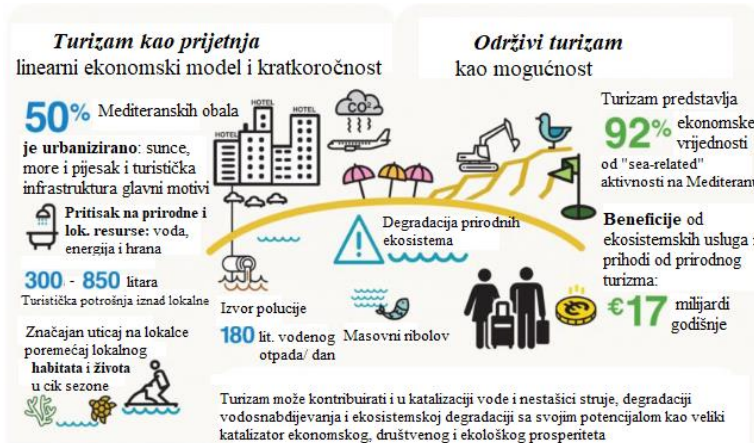 Turizam kao prijetnja
linearni ekonomski model i kratkoročnost
50% Mediteranskih obala
je urbanizirano: sunce,
more i pijesak i turistička
infrastruktura glavni motivi
Pritisak na prirodne i
lok. resurse: voda,
energija i hrana
300 - 850 litara
Turistička potrošnja iznad lokalne
Značajan uticaj na lokalce
poremećaj lokalnog
habitata i života
u cik sezone
HOTEL
HOTEL
HOTEL
CO2
Izvor polucije
180 lit. vodenog
otpada/ dan
Degradacija prirodnih
ekosistema
Masovni ribolov
Održivi turizam
kao mogućnost
Turizam predstavlja
92% ekonomske
vrijednosti
od "sea-related"
aktivnosti na Mediteranu
Beneficije od
ekosistemskih usluga i
prihodi od prirodnog
turizma:
€17 milijardi
godišnje
Turizam može kontribuirati i u katalizaciji vode i nestašici struje, degradaciji
vodosnabdijevanja i ekosistemskoj degradaciji sa svojim potencijalom kao veliki
katalizator ekonomskog, društvenog i ekološkog prosperiteta